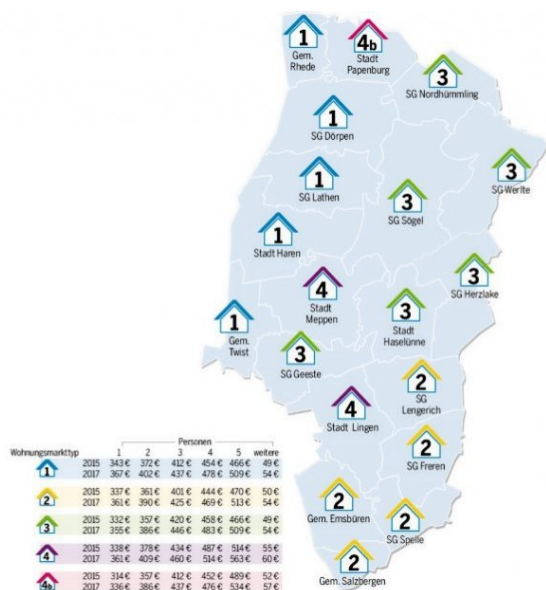 1
Gem.
Rhede
4b
Stadt
Papenburg
3
SG Nordhümmling
1
SG Dörpen
1
SG Lathen
3
SG Werlte
3
SG Sögel
1
Stadt Haren
3
SG Herzlake
4
Stadt
Meppen
3
Stadt
Haselünne
1
Gem.
Twist
3
SG Geeste
2
SG
Lengerich
4
Stadt Lingen
2
SG Freren
2
Gem. Emsbüren
2
SG Spelle
2
Gem. Salzbergen
Personen
Wohnungsmarkttyp 1 2 3 4 5 weitere
1 2015 343 € 372 € 412 € 454 € 466 € 49 €
2017 367 € 402 € 437 € 478 € 509 € 54 €
2 2015 337 € 361 € 401 € 444 € 470 € 50 €
2017 361 € 390 € 425 € 469 € 513 € 54 €
3 2015 332 € 357 € 420 € 458 € 466 € 49 €
2017 355 € 386 € 446 € 483 € 509 € 54 €
4 2015 338 € 378 € 434 € 487 € 514 € 55 €
2017 361 € 409 € 460 € 514 € 563 € 60 €
4b 2015 314 € 357 € 412 € 452 € 489 € 52 €
2017 336 € 386 € 437 € 476 € 534 € 57 €